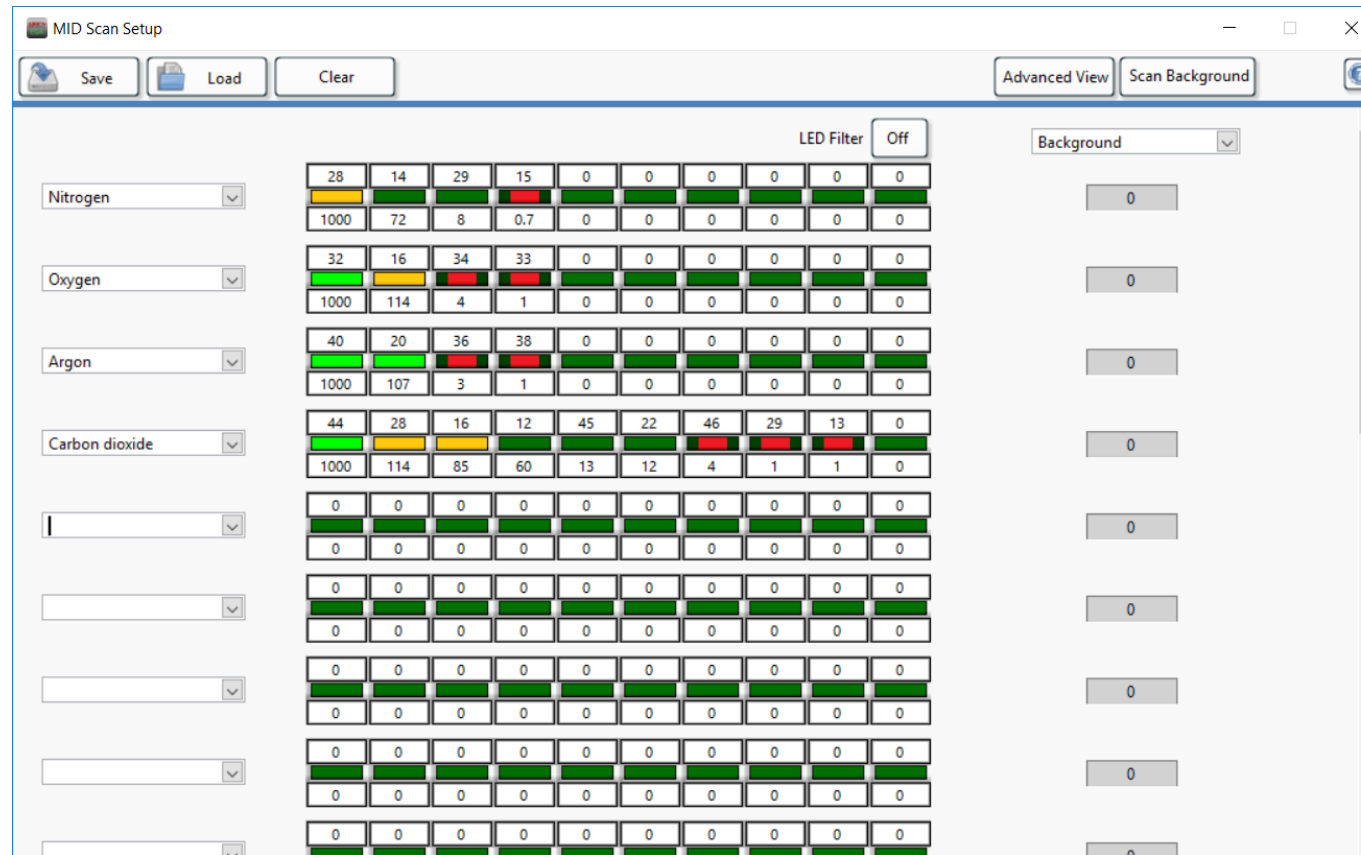 MID Scan Setup
Save Load Clear Advanced View Scan Background
LED Filter Off Background
28 14 29 15 0 0 0 0 0 0
Nitrogen 0
1000 72 8 0.7 0 0 0 0 0 0
32 16 34 33 0 0 0 0 0 0
Oxygen 0
1000 114 4 1 0 0 0 0 0 0
40 20 36 38 0 0 0 0 0 0
Argon 0
1000 107 3 1 0 0 0 0 0 0
44 28 16 12 45 22 46 29 13 0
Carbon dioxide 0
1000 114 85 60 13 12 4 1 1 0
0 0 0 0 0 0 0 0 0 0
0
0 0 0 0 0 0 0 0 0 0
0 0 0 0 0 0 0 0 0 0
0
0 0 0 0 0 0 0 0 0 0
0 0 0 0 0 0 0 0 0 0
0
0 0 0 0 0 0 0 0 0 0
0 0 0 0 0 0 0 0 0 0
0
0 0 0 0 0 0 0 0 0 0
0 0 0 0 0 0 0 0 0 0
0